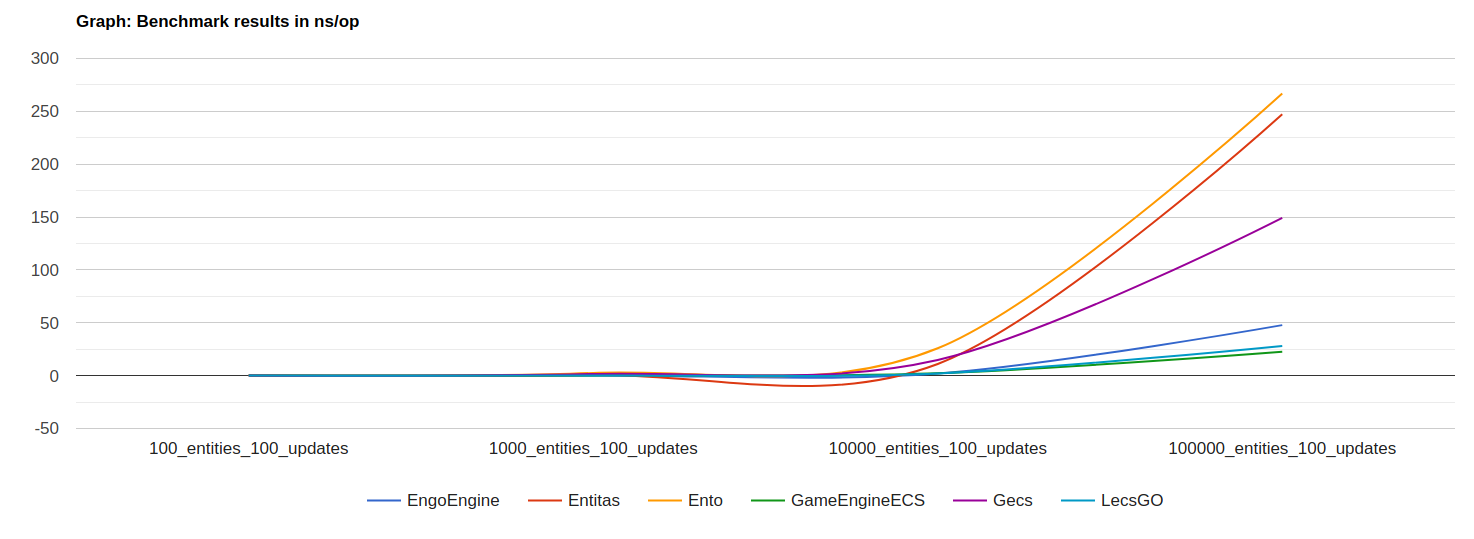 Graph: Benchmark results in ns/op
300
250
200
150
100
50
0
-50
100_entities_100_updates 1000_entities_100_updates 10000_entities_100_updates 100000_entities_100_updates
EngoEngine Entitas Ento GameEngineECS Gecs LecsGO